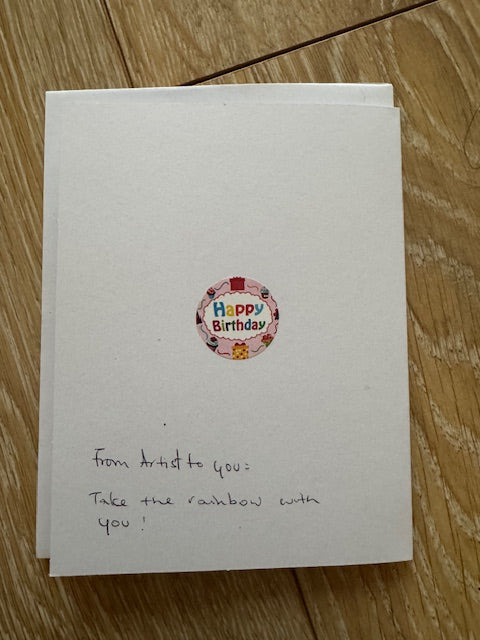 Happy
Birthday
From Artist to you:
Take the rainbow with
you!